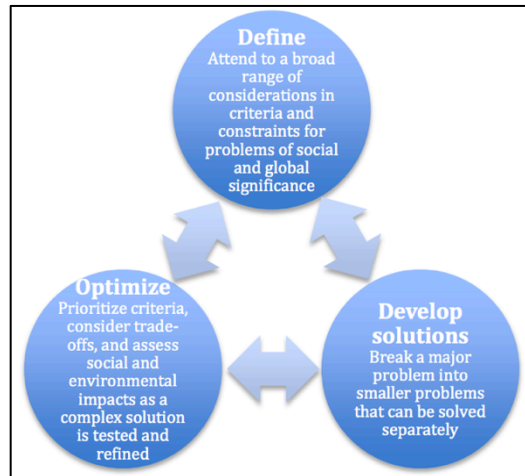 Define
Attend to a broad
range of
considerations in
criteria and
constraints for
problems of social
and global
significance
Optimize
Prioritize criteria,
consider trade-
offs, and assess
social and
environmental
impacts as a
complex solution
is tested and
refined
Develop
solutions
Break a major
problem into
smaller problems
that can be solved
separately